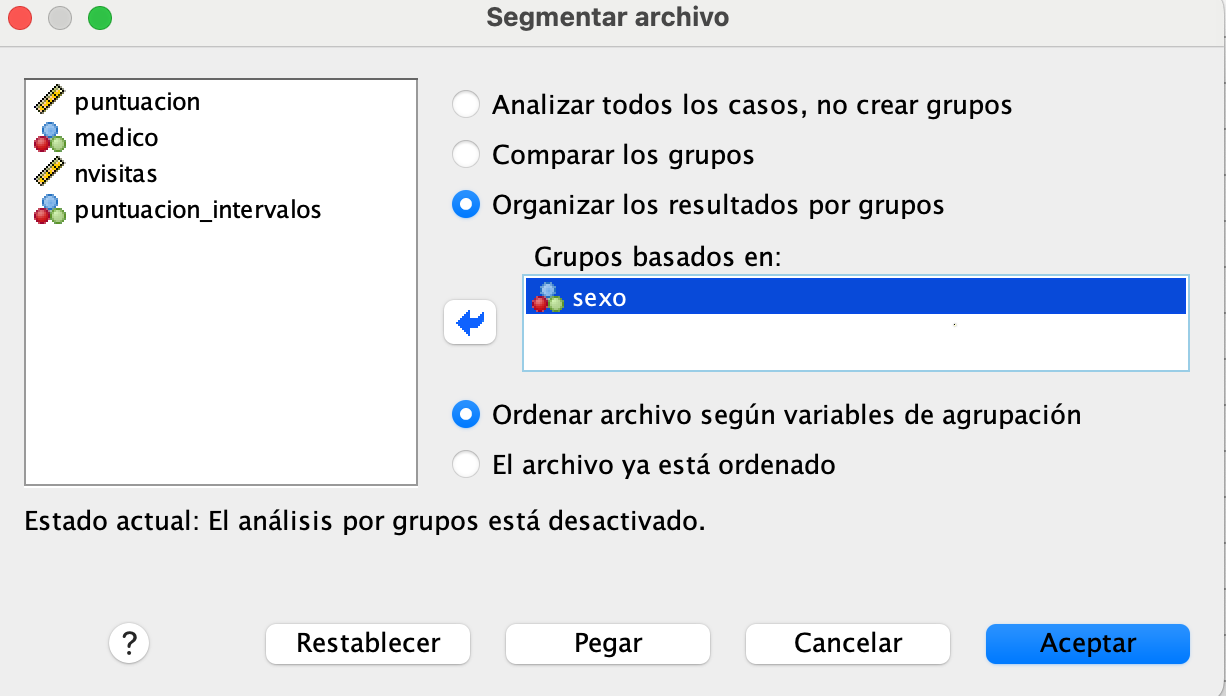 Segmentar archivo
puntuacion
medico
nvisitas
puntuacion_intervalos
Analizar todos los casos, no crear grupos
Comparar los grupos
Organizar los resultados por grupos
Grupos basados en:
sexo
Ordenar archivo según variables de agrupación
El archivo ya está ordenado
Estado actual: El análisis por grupos está desactivado.
?
Restablecer
Pegar
Cancelar
Aceptar